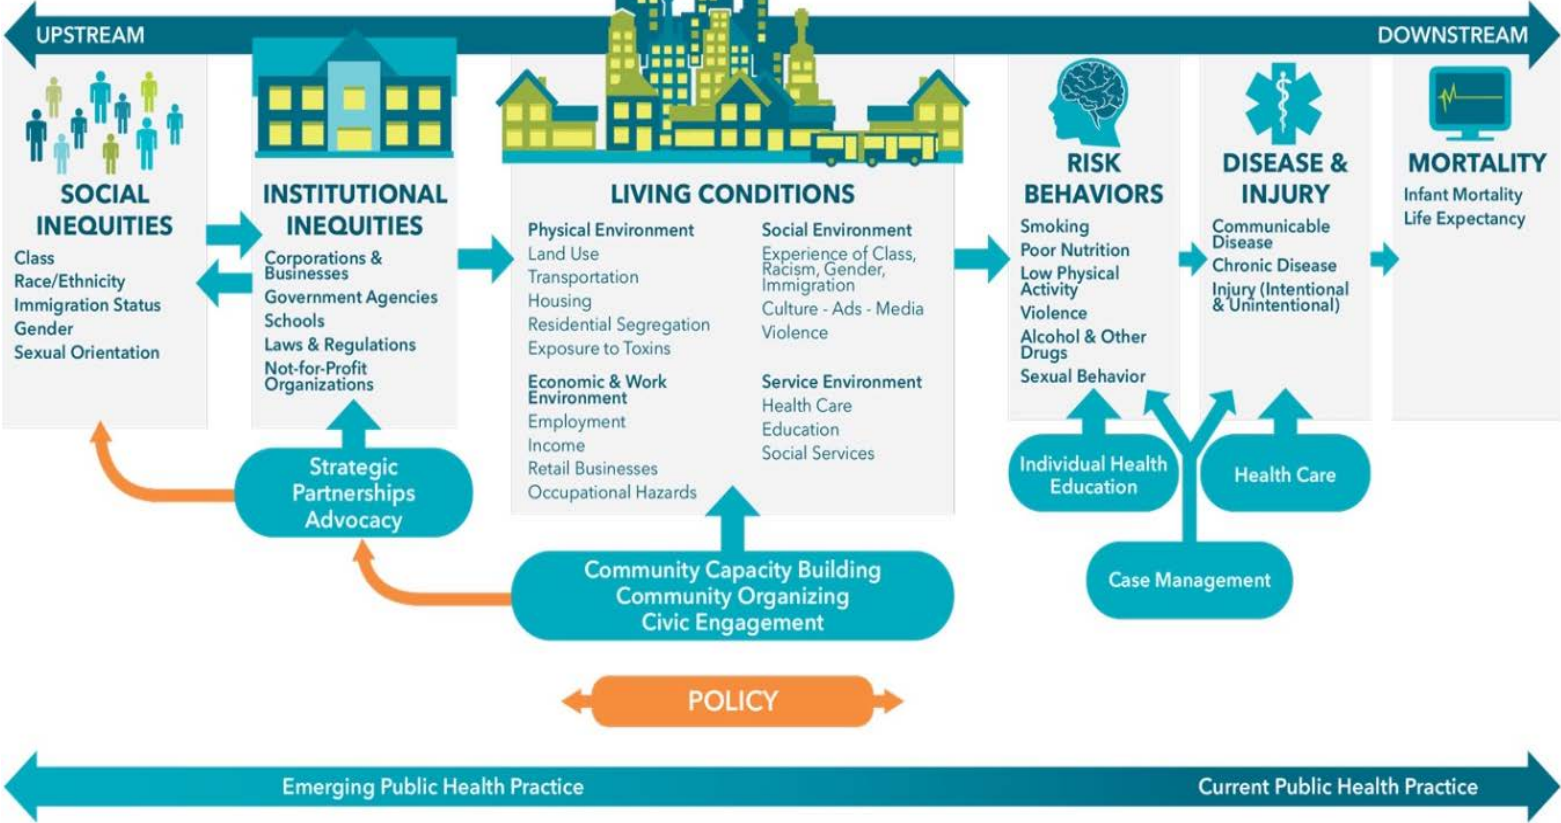 UPSTREAM
DOWNSTREAM
SOCIAL
INEQUITIES
Class
Race/Ethnicity
Immigration Status
Gender
Sexual Orientation
INSTITUTIONAL
INEQUITIES
Corporations &
Businesses
Government Agencies
Schools
Laws & Regulations
Not-for-Profit
Organizations
LIVING CONDITIONS
Physical Environment
Land Use
Transportation
Housing
Residential Segregation
Exposure to Toxins
Economic & Work
Environment
Employment
Income
Retail Businesses
Occupational Hazards
Social Environment
Experience of Class,
Racism, Gender,
Immigration
Culture - Ads - Media
Violence
Service Environment
Health Care
Education
Social Services
RISK
BEHAVIORS
Smoking
Poor Nutrition
Low Physical
Activity
Violence
Alcohol & Other
Drugs
Sexual Behavior
DISEASE &
INJURY
Communicable
Disease
Chronic Disease
Injury (Intentional
& Unintentional)
MORTALITY
Infant Mortality
Life Expectancy
Strategic
Partnerships
Advocacy
Community Capacity Building
Community Organizing
Civic Engagement
Individual Health
Education
Health Care
Case Management
POLICY
Emerging Public Health Practice
Current Public Health Practice